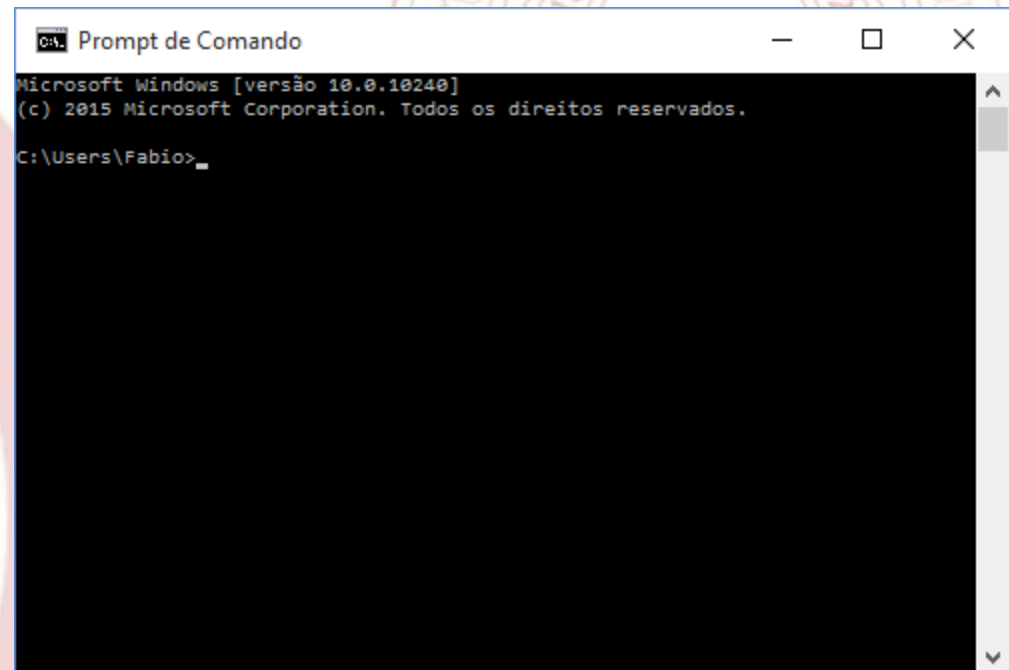 Prompt de Comando
Microsoft Windows [versão 10.0.10240]
(c) 2015 Microsoft Corporation. Todos os direitos reservados.
C:\Users\Fabio>_